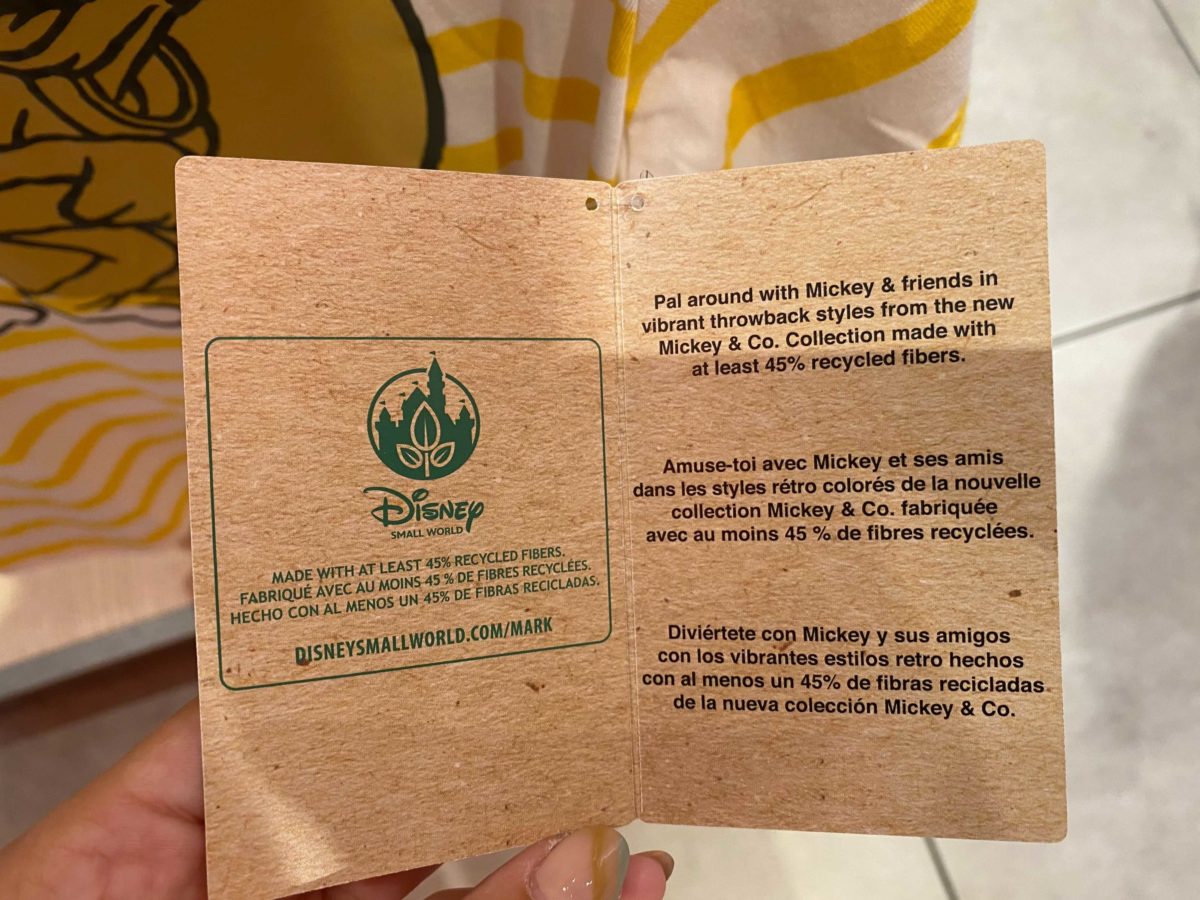 Disney
SMALL WORLD
MADE WITH AT LEAST 45% RECYCLED FIBERS.
FABRIQUÉ AVEC AU MOINS 45 % DE FIBRES RECYCLÉES.
HECHO CON AL MENOS UN 45% DE FIBRAS RECICLADAS.
DISNEYSMALLWORLD.COM/MARK
Pal around with Mickey & friends in
vibrant throwback styles from the new
Mickey & Co. Collection made with
at least 45% recycled fibers.
Amuse-toi avec Mickey et ses amis
dans les styles rétro colorés de la nouvelle
collection Mickey & Co. fabriquée
avec au moins 45 % de fibres recyclées.
Diviértete con Mickey y sus amigos
con los vibrantes estilos retro hechos
con al menos un 45% de fibras recicladas
de la nueva colección Mickey & Co.